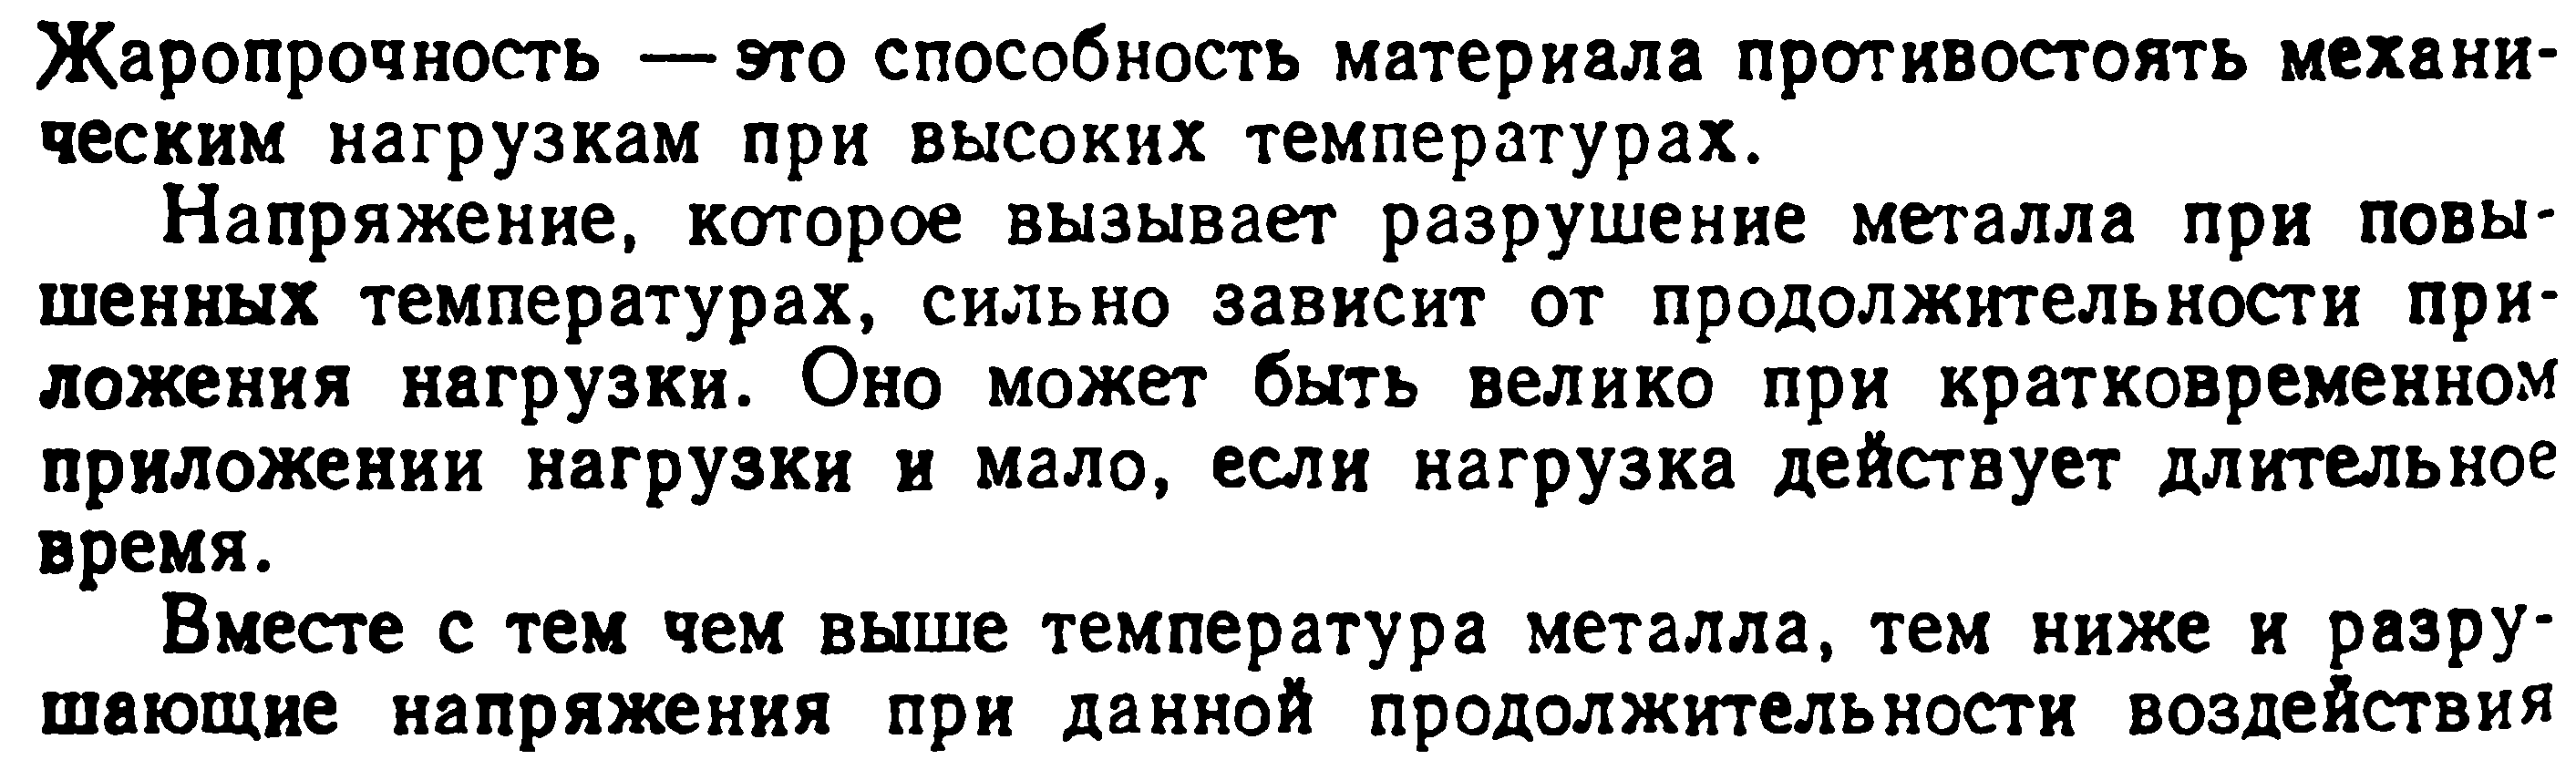 Жаропрочность — это способность материала противостоять механи-
ческим нагрузкам при высоких температурах.
Напряжение, которое вызывает разрушение металла при повы-
шенных температурах, сильно зависит от продолжительности при-
ложения нагрузки. Оно может быть велико при кратковременном
приложении нагрузки и мало, если нагрузка действует длительное
время.
Вместе с тем чем выше температура металла, тем ниже и разру-
шающие напряжения при данной продолжительности воздействия